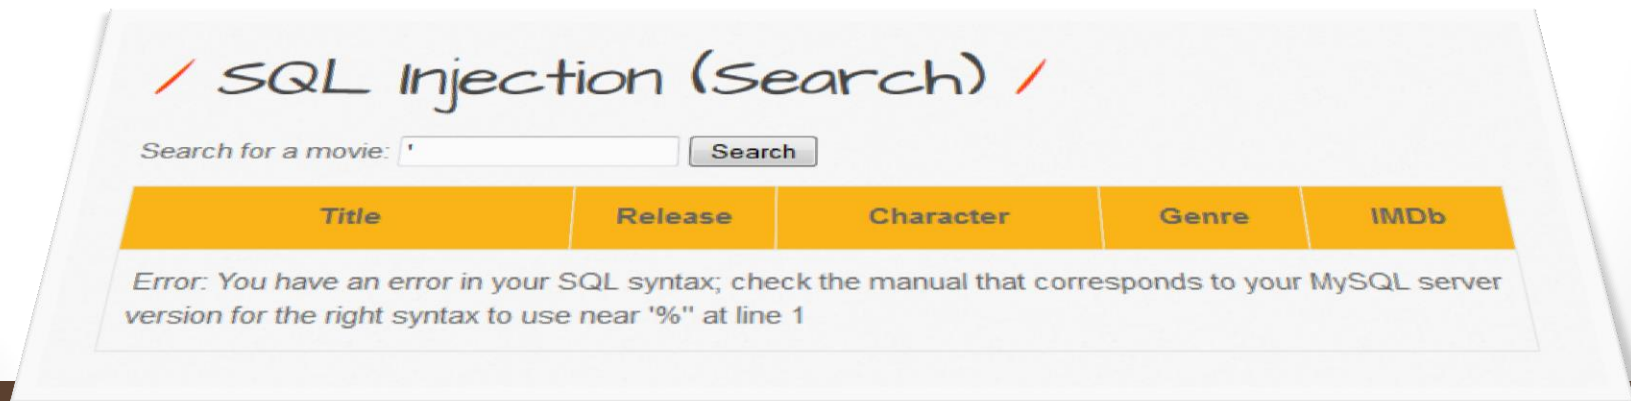 / SQL Injection (Search) /
Search for a movie: ' Search
Title Release Character Genre IMDb
Error: You have an error in your SQL syntax; check the manual that corresponds to your MySQL server
version for the right syntax to use near '%'' at line 1